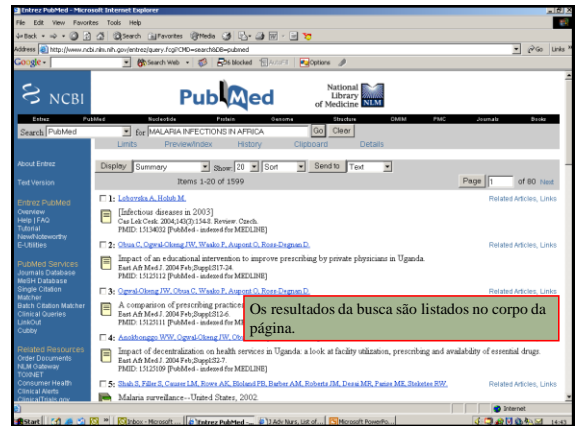 Entrez PubMed - Microsoft Internet Explorer
File Edit View Favorites Tools Help
Back Search Favorites Media
Address http://www.ncbi.nlm.nih.gov/entrez/query.fcgi?CMD=search&DB=pubmed Go Links
Google Search Web blocked AutoFill Options
NCBI PubMed National Library of Medicine NLM
Entrez PubMed Nucleotide Protein Genome Structure OMIM PMC Journals Books
Search PubMed for MALARIA INFECTIONS IN AFRICA Go Clear
Limits Preview/Index History Clipboard Details
About Entrez
Text Version
Entrez PubMed
Overview
Help | FAQ
Tutorial
New/Noteworthy
E-Utilities
PubMed Services
Journals Database
MeSH Database
Single Citation
Matcher
Batch Citation Matcher
Clinical Queries
LinkOut
Cubby
Related Resources
Order Documents
NLM Gateway
TOXNET
Consumer Health
Clinical Alerts
ClinicalTrials.gov
Display Summary Show: 20 Sort Send to Text
Items 1-20 of 1599 Page 1 of 80 Next
1: Lobovska A, Holub M. Related Articles, Links
[Infectious diseases in 2003]
Cas Lek Cesk. 2004;143(3):154-8. Review. Czech.
PMID: 15134032 [PubMed - indexed for MEDLINE]
2: Obua C, Ogwal-Okeng JW, Waako P, Aupont O, Ross-Degnan D. Related Articles, Links
Impact of an educational intervention to improve prescribing by private physicians in Uganda.
East Afr Med J. 2004 Feb;Suppl:S17-24.
PMID: 15125112 [PubMed - indexed for MEDLINE]
3: Ogwal-Okeng JW, Obua C, Waako P, Aupont O, Ross-Degnan D. Related Articles, Links
A comparison of prescribing practices
East Afr Med J. 2004 Feb;Suppl:S12-6.
PMID: 15125111 [PubMed - indexed for
Os resultados da busca são listados no corpo da
página.
4: Anokbonggo WW, Ogwal-Okeng JW, Related Articles, Links
Impact of decentralization on health services in Uganda: a look at facility utilization, prescribing and availability of essential drugs.
East Afr Med J. 2004 Feb;Suppl:S2-7.
PMID: 15125109 [PubMed - indexed for MEDLINE]
5: Shah S, Filler S, Causer LM, Rowe AK, Bloland PB, Barber AM, Roberts JM, Desai MR, Parise ME, Steketee RW. Related Articles, Links
Malaria surveillance--United States, 2002.
Internet
Start Inbox - Microsoft ... Entrez PubMed -... J Adv Nurs, List of... Microsoft PowerPo... 14:43